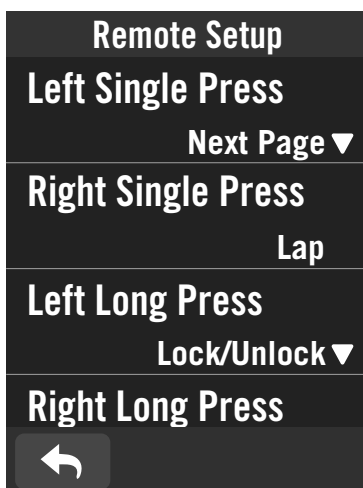 Remote Setup
Left Single Press
Next Page
Right Single Press
Lap
Left Long Press
Lock/Unlock
Right Long Press